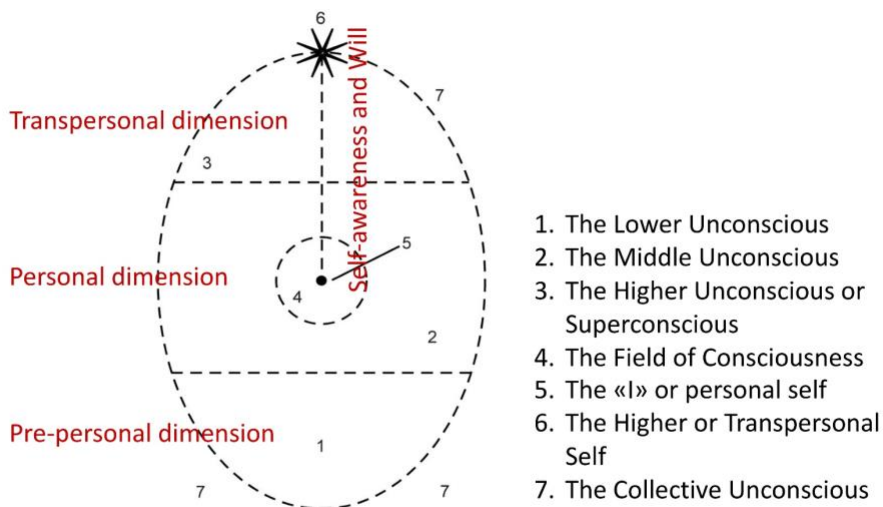 6
Self-awareness and Will
7
Transpersonal dimension
3
5
Personal dimension
4
2
Pre-personal dimension
1
7
7
1. The Lower Unconscious
2. The Middle Unconscious
3. The Higher Unconscious or
Superconscious
4. The Field of Consciousness
5. The «I» or personal self
6. The Higher or Transpersonal
Self
7. The Collective Unconscious